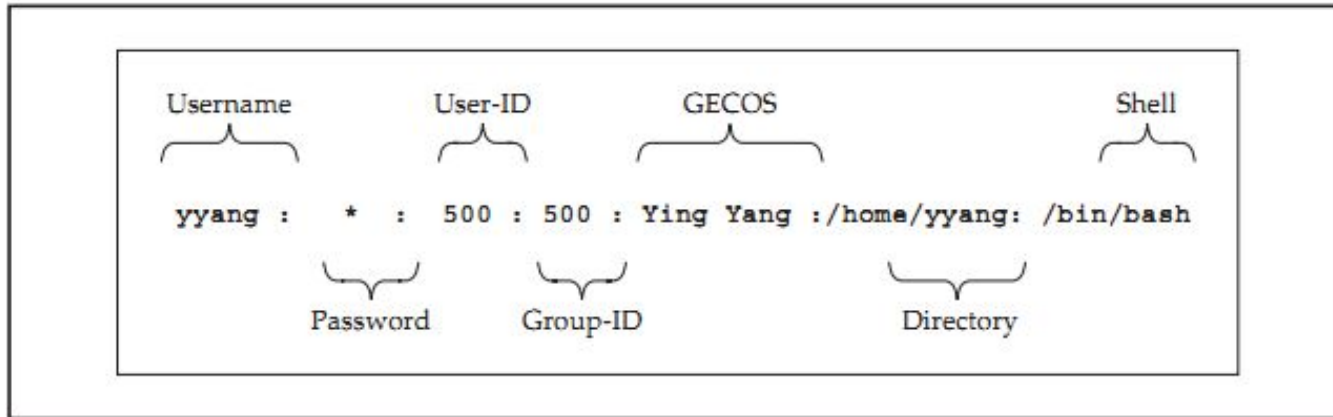 Username User-ID GECOS Shell
yyang : * : 500 : 500 : Ying Yang :/home/yyang: /bin/bash
Password Group-ID Directory